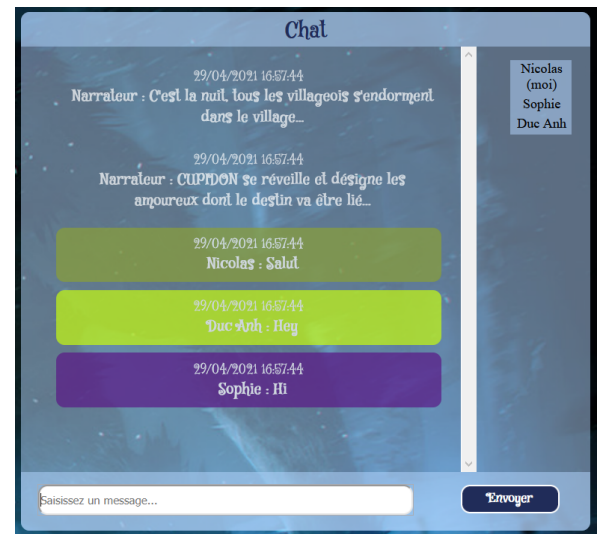 Chat
29/04/2021 16:57:44
Narrateur : C'est la nuit, tous les villageois s'endorment
dans le village...
29/04/2021 16:57:44
Narrateur : CUPIDON se réveille et désigne les
amoureux dont le destin va être lié...
29/04/2021 16:57:44
Nicolas : Salut
29/04/2021 16:57:44
Duc Anh : Hey
29/04/2021 16:57:44
Sophie : Hi
Nicolas
(moi)
Sophie
Duc Anh
Saisissez un message...
Envoyer